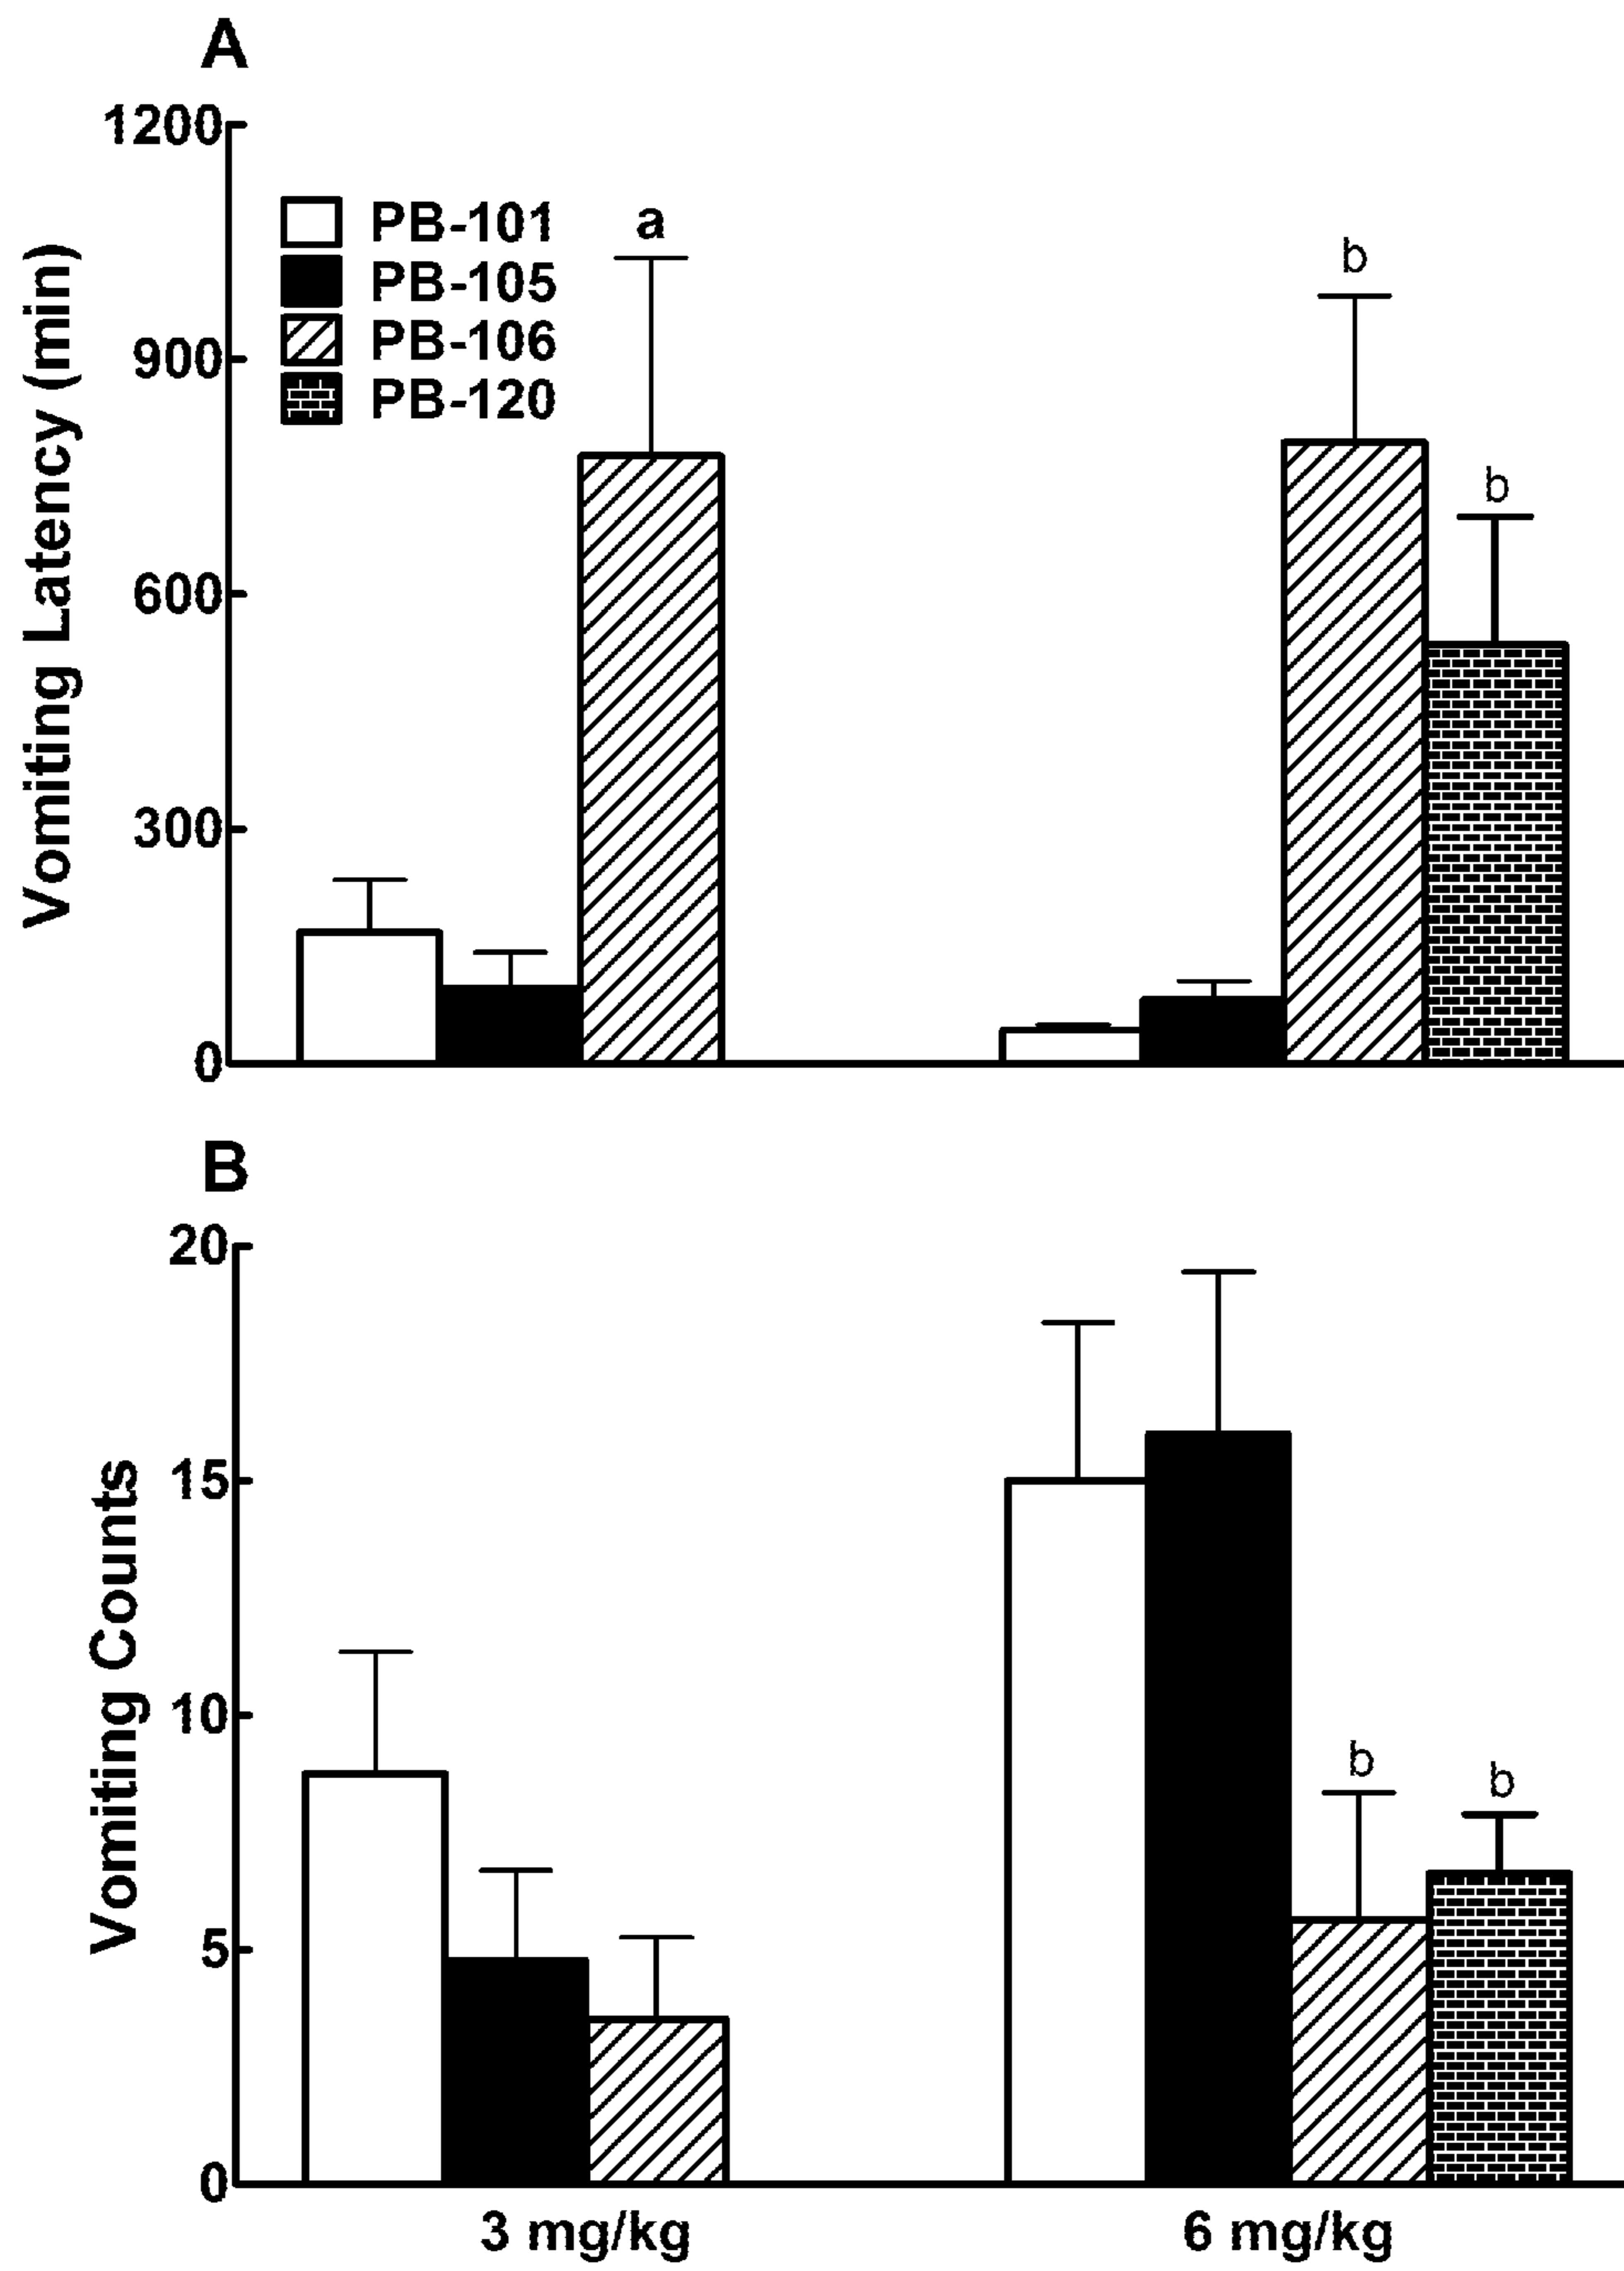 A
1200
900
600
300
0
Vomiting Latency (min)
PB-101
PB-105
PB-106
PB-120
a
b
b
B
20
15
10
5
0
Vomiting Counts
b
b
3 mg/kg
6 mg/kg